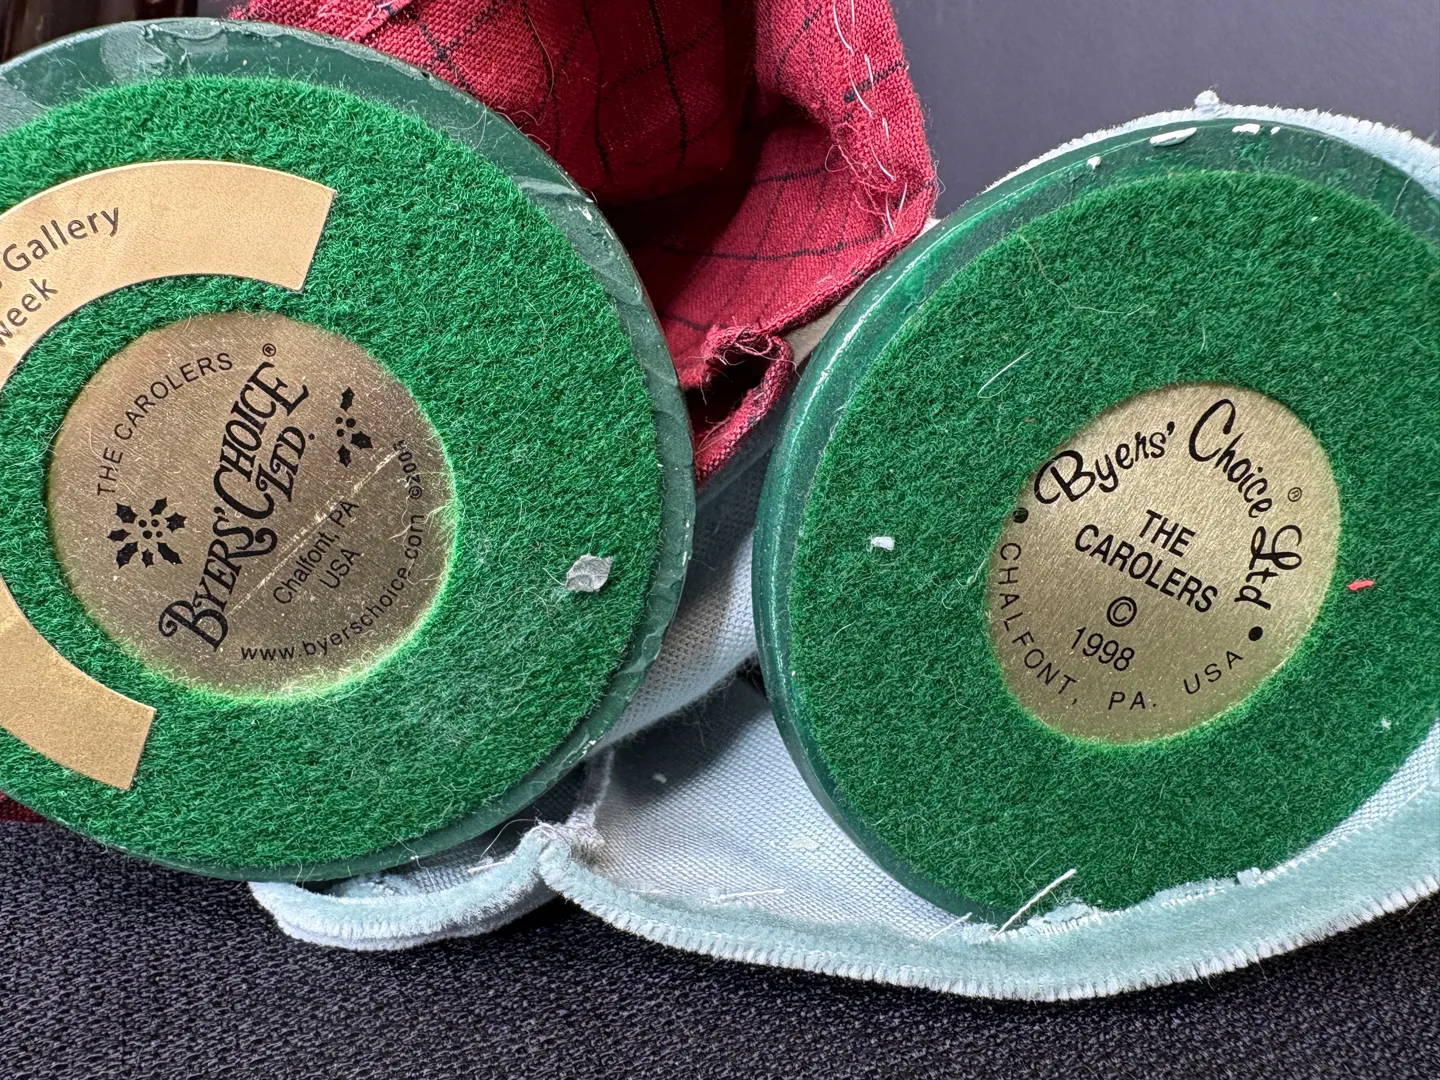 Gallery
Week
THE CAROLERS®
BYERS' CHOICE
LTD.
Chalfont, PA
USA
www.byerschoice.com
Byers' Choice® Ltd
THE
CAROLERS
©
1998
• CHALFONT, PA. USA •